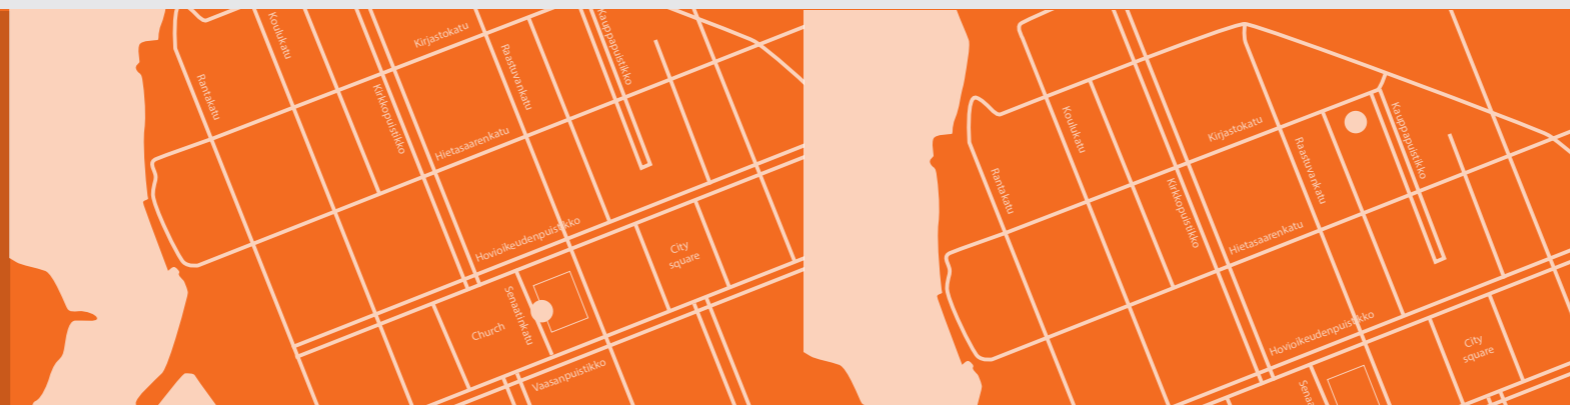 Koulukatu
Kirjastokatu
Kauppapuistikko
Rantakatu
Raastuvankatu
Kirkkopuistikko
Hietasaarenkatu
Hovioikeudenpuistikko
City
square
Senaatinkatu
Church
Vaasanpuistikko
Koulukatu
Kirjastokatu
Kauppapuistikko
Rantakatu
Raastuvankatu
Kirkkopuistikko
Hietasaarenkatu
Hovioikeudenpuistikko
City
square
Senaa